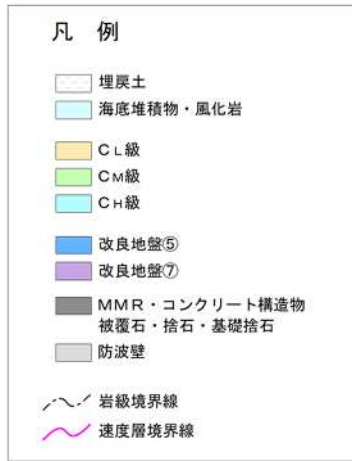 凡 例
埋戻土
海底堆積物・風化岩
CL級
CM級
CH級
改良地盤⑤
改良地盤⑦
MMR・コンクリート構造物
被覆石・捨石・基礎捨石
防波壁
岩級境界線
速度層境界線